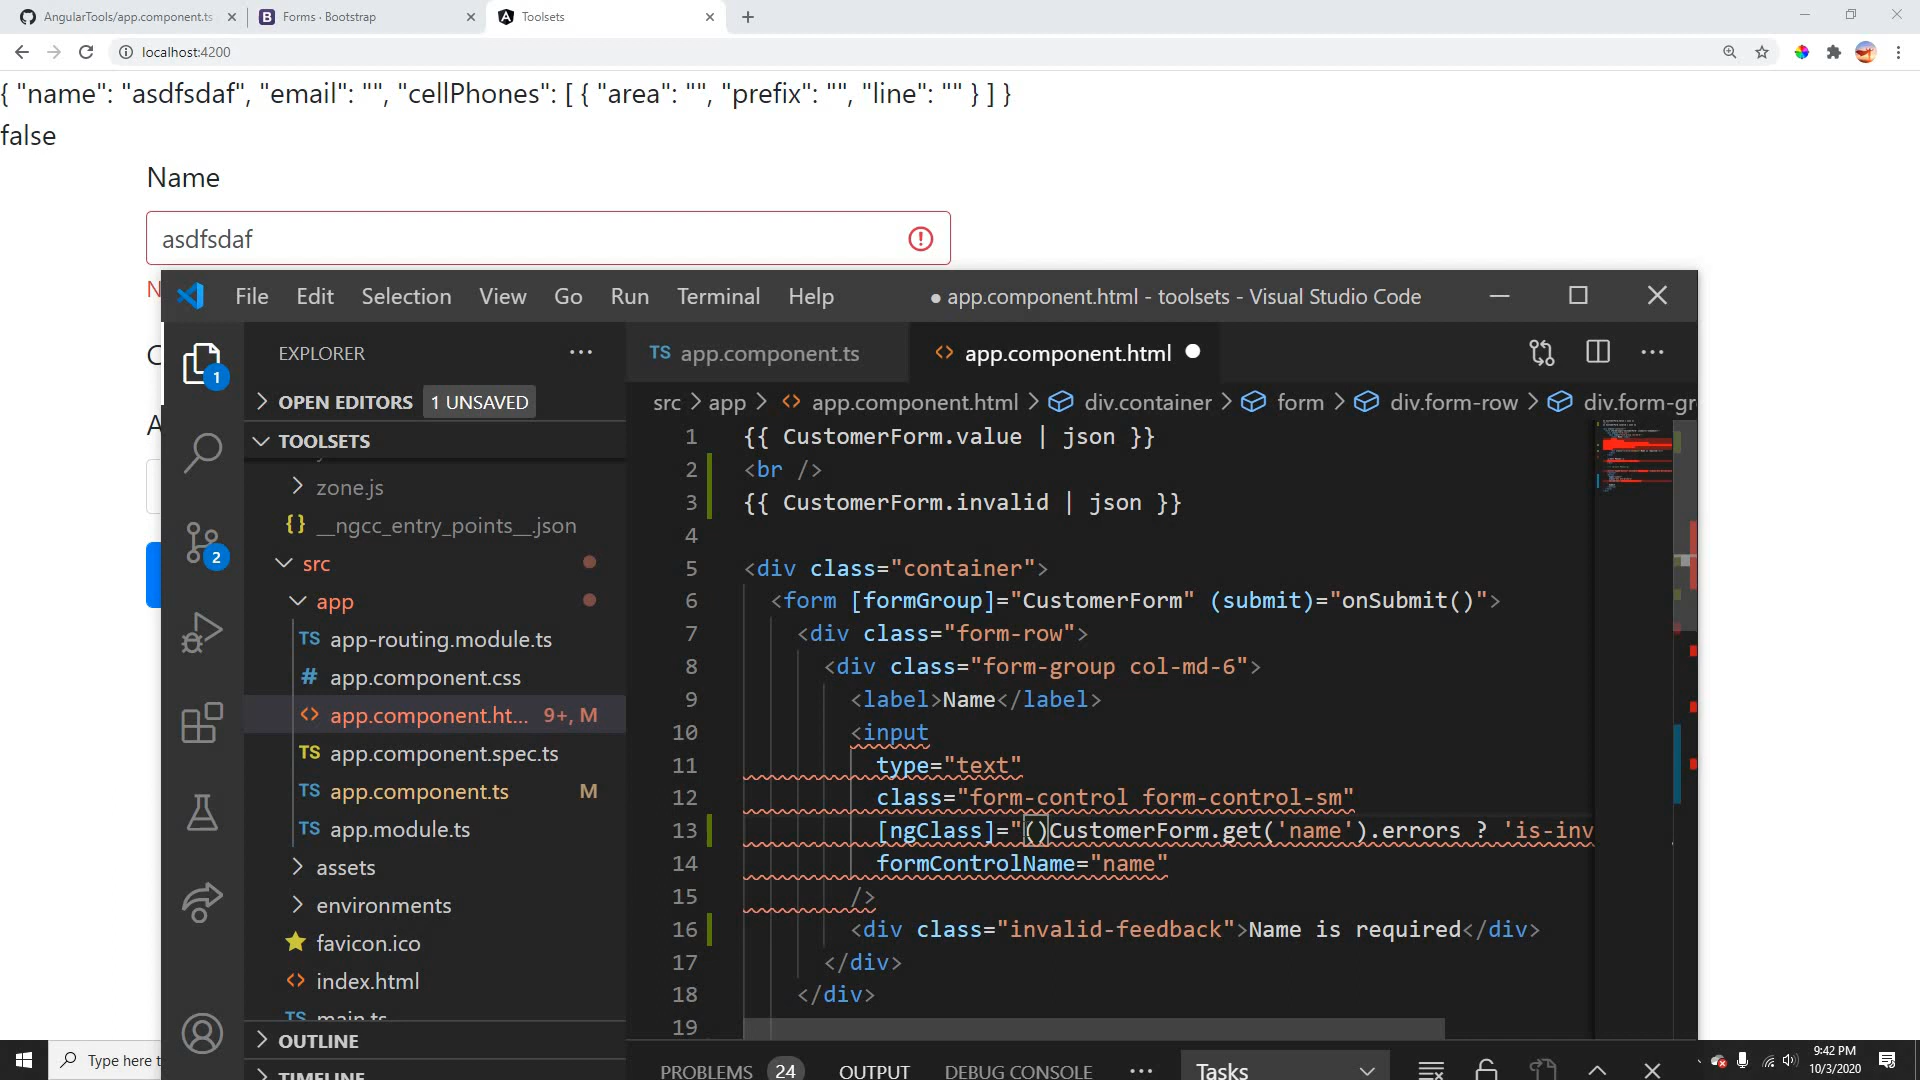 AngularTools/app.component.ts
Forms · Bootstrap
Toolsets
localhost:4200
{ "name": "asdfsdaf", "email": "", "cellPhones": [ { "area": "", "prefix": "", "line": "" } ] }
false
Name
asdfsdaf
N
C
A
File Edit Selection View Go Run Terminal Help
● app.component.html - toolsets - Visual Studio Code
EXPLORER
OPEN EDITORS 1 UNSAVED
TOOLSETS
zone.js
{} __ngcc_entry_points__.json
src
app
TS app-routing.module.ts
# app.component.css
<> app.component.ht... 9+, M
TS app.component.spec.ts
TS app.component.ts M
TS app.module.ts
assets
environments
favicon.ico
<> index.html
TS main.ts
OUTLINE
TIMELINE
1
2
TS app.component.ts
<> app.component.html ●
src > app > <> app.component.html > div.container > form > div.form-row > div.form-gr
1 {{ CustomerForm.value | json }}
2 <br />
3 {{ CustomerForm.invalid | json }}
4
5 <div class="container">
6 <form [formGroup]="CustomerForm" (submit)="onSubmit()">
7 <div class="form-row">
8 <div class="form-group col-md-6">
9 <label>Name</label>
10 <input
11 type="text"
12 class="form-control form-control-sm"
13 [ngClass]="()CustomerForm.get('name').errors ? 'is-inv
14 formControlName="name"
15 />
16 <div class="invalid-feedback">Name is required</div>
17 </div>
18 </div>
19
PROBLEMS 24 OUTPUT DEBUG CONSOLE ... Tasks
Type here t
9:42 PM
10/3/2020